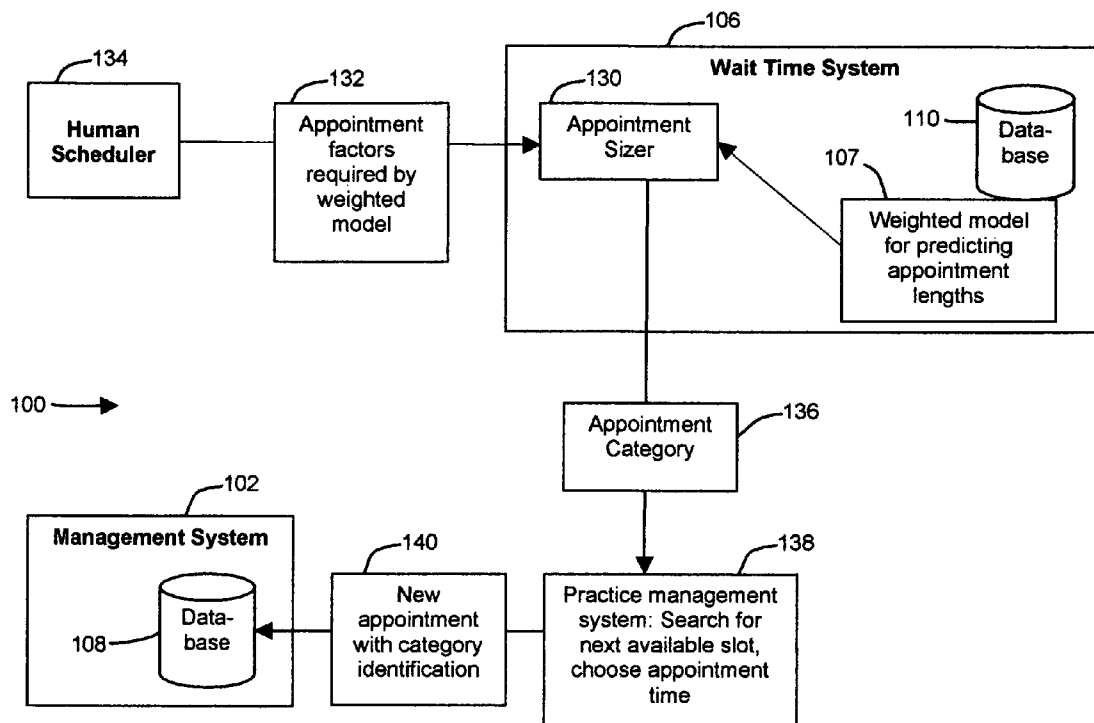 134
Human
Scheduler
132
Appointment
factors
required by
weighted
model
106
Wait Time System
130
Appointment
Sizer
110
Data-
base
107
Weighted model
for predicting
appointment
lengths
100
Appointment
Category
136
102
Management System
108
Data-
base
140
New
appointment
with category
identification
138
Practice management
system: Search for
next available slot,
choose appointment
time